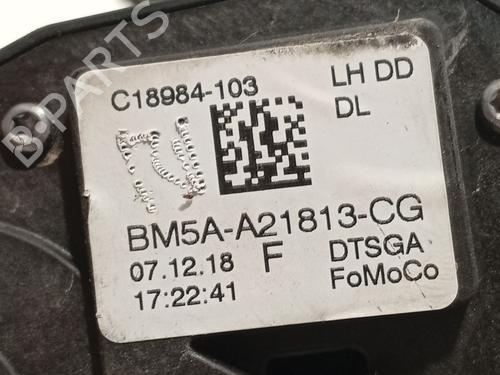 B-PARTS
C18984-103
LH DD
DL
BM5A-A21813-CG
07.12.18 F DTSGA
17:22:41 FoMoCo